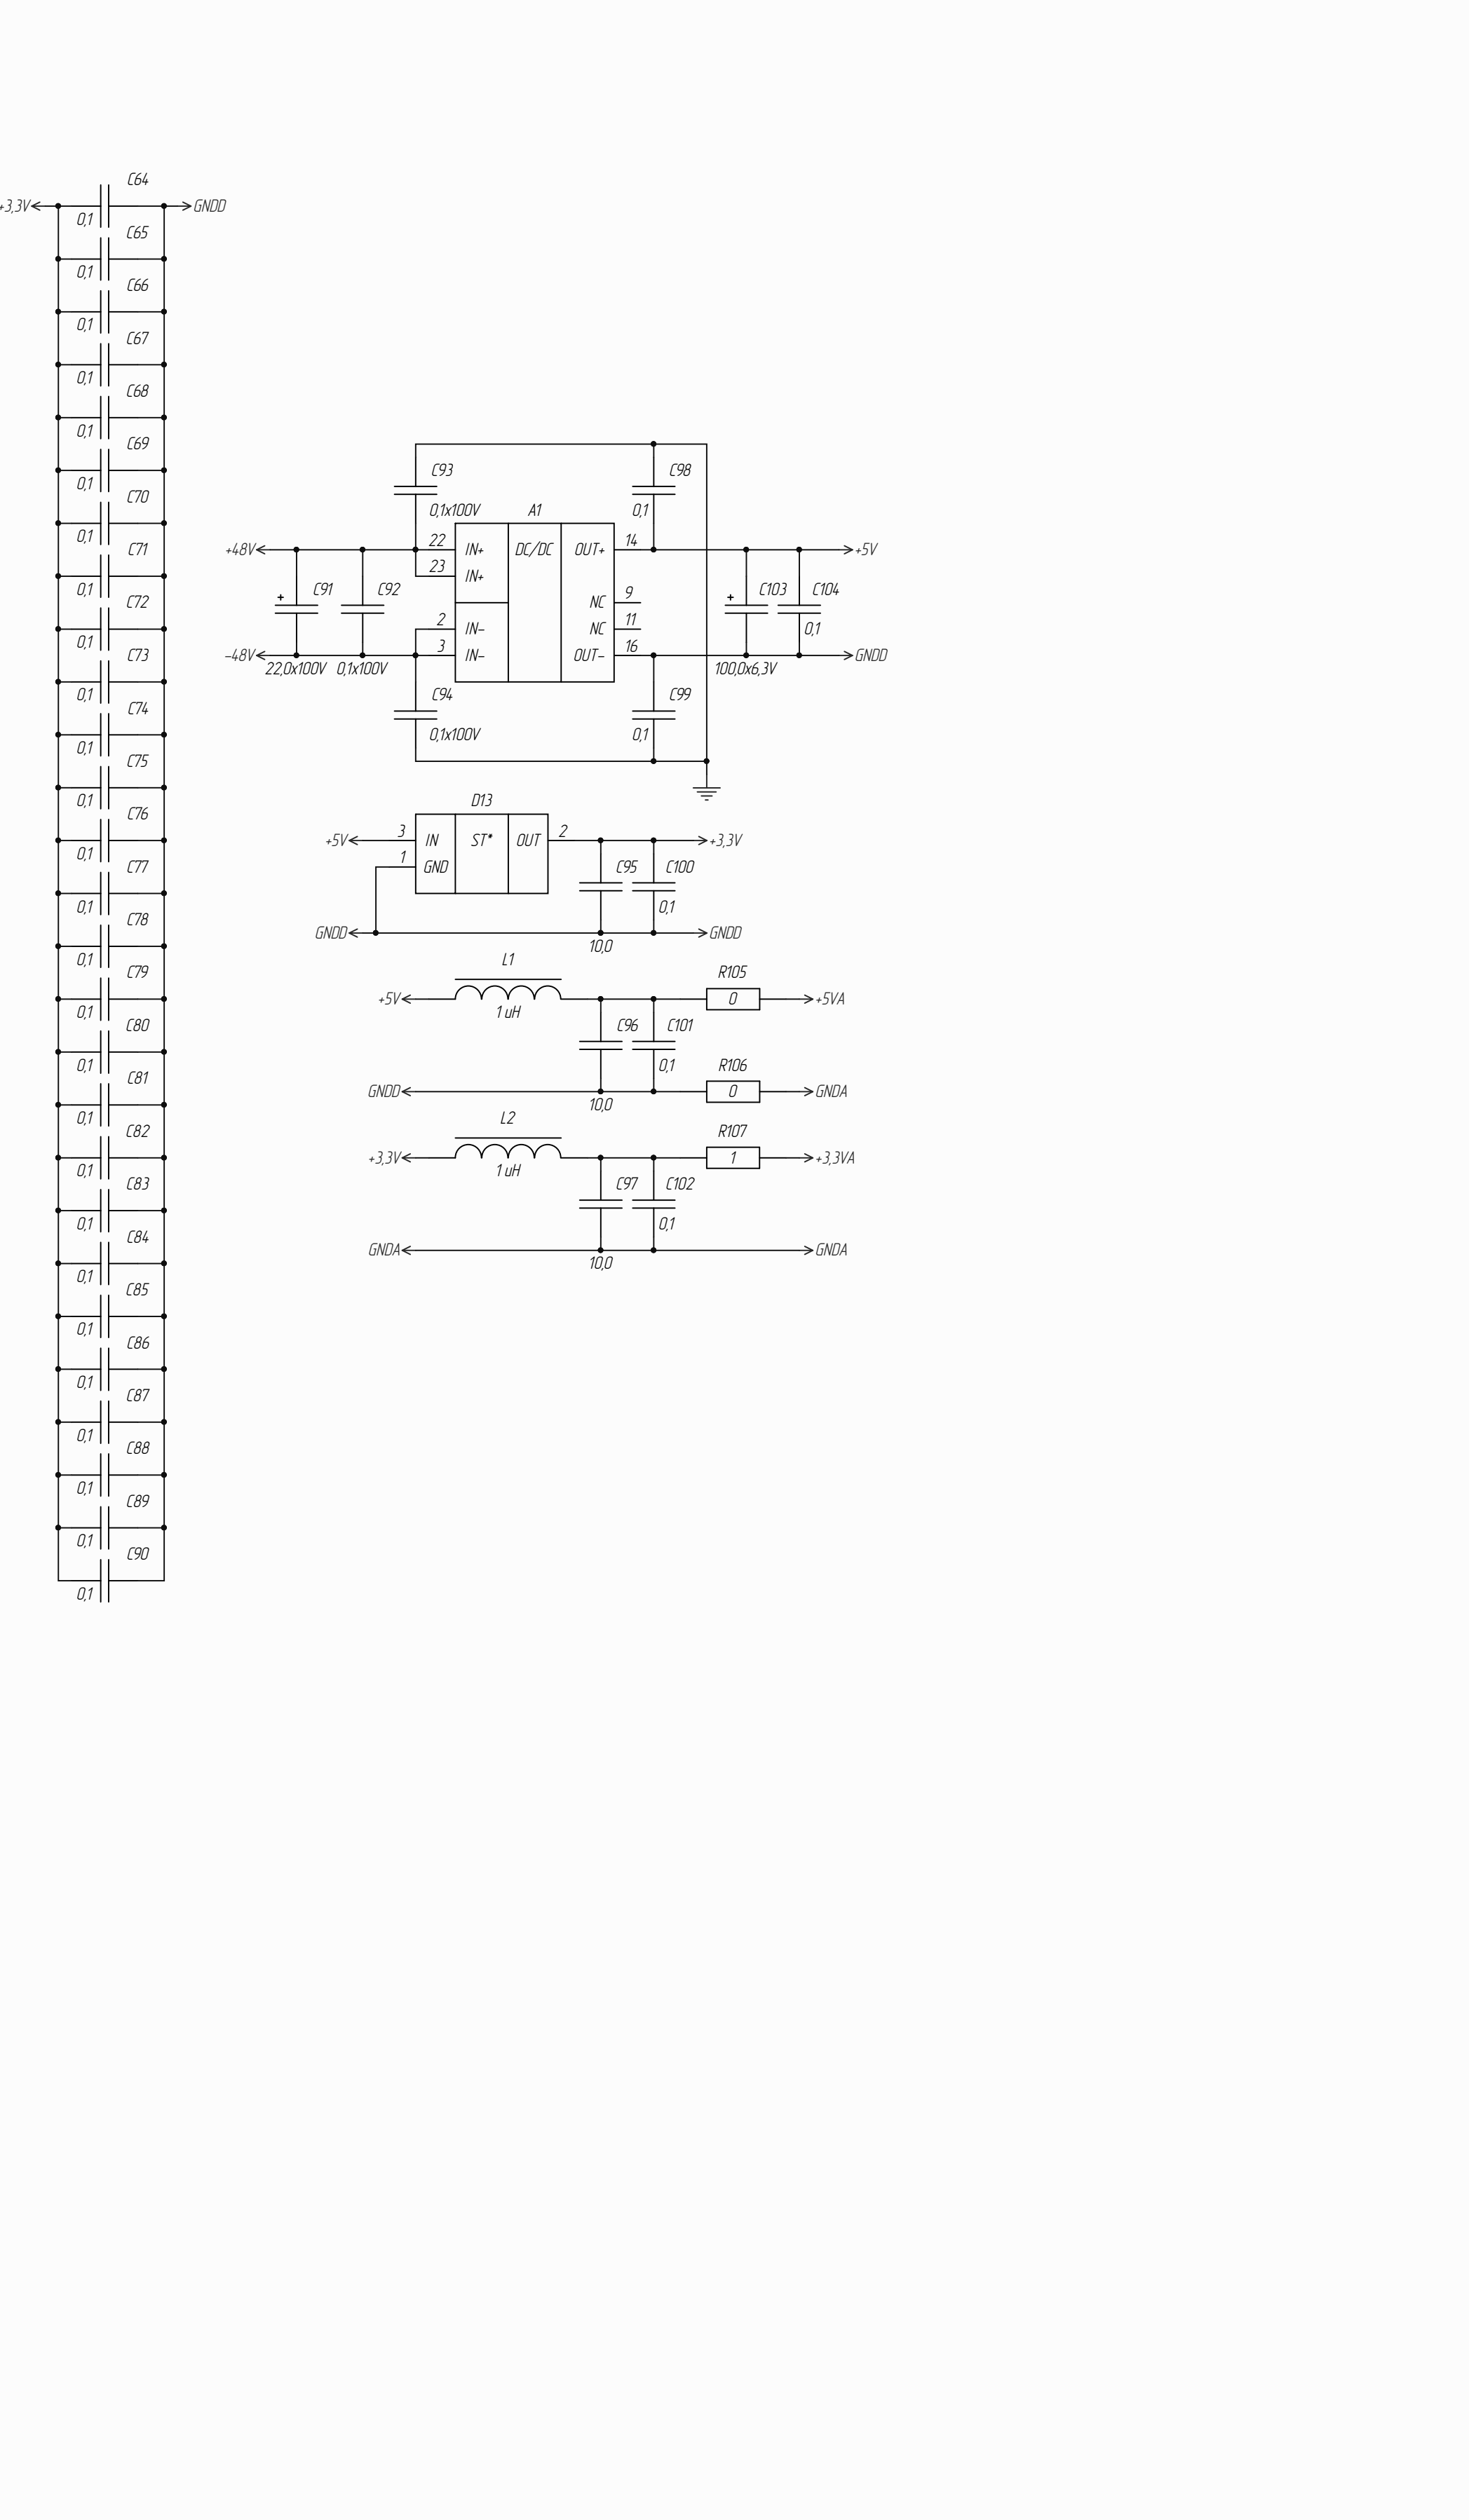 C64
+3,3V
GNDD
0,1
C65
0,1
C66
0,1
C67
0,1
C68
0,1
C69
0,1
C70
0,1
C71
0,1
C72
0,1
C73
0,1
C74
0,1
C75
0,1
C76
0,1
C77
0,1
C78
0,1
C79
0,1
C80
0,1
C81
0,1
C82
0,1
C83
0,1
C84
0,1
C85
0,1
C86
0,1
C87
0,1
C88
0,1
C89
0,1
C90
0,1
C93
C98
0,1x100V
A1
0,1
+48V
22
IN+
DC/DC
OUT+
14
+5V
23
IN+
+
C91
C92
NC
9
+
C103
C104
2
IN-
NC
11
0,1
-48V
3
IN-
OUT-
16
GNDD
22,0x100V
0,1x100V
100,0x6,3V
C94
C99
0,1x100V
0,1
D13
+5V
3
IN
ST*
OUT
2
+3,3V
1
GND
C95
C100
0,1
GNDD
GNDD
10,0
L1
R105
+5V
0
+5VA
1 uH
C96
C101
0,1
R106
GNDD
0
GNDA
10,0
L2
R107
+3,3V
1
+3,3VA
1 uH
C97
C102
0,1
GNDA
GNDA
10,0